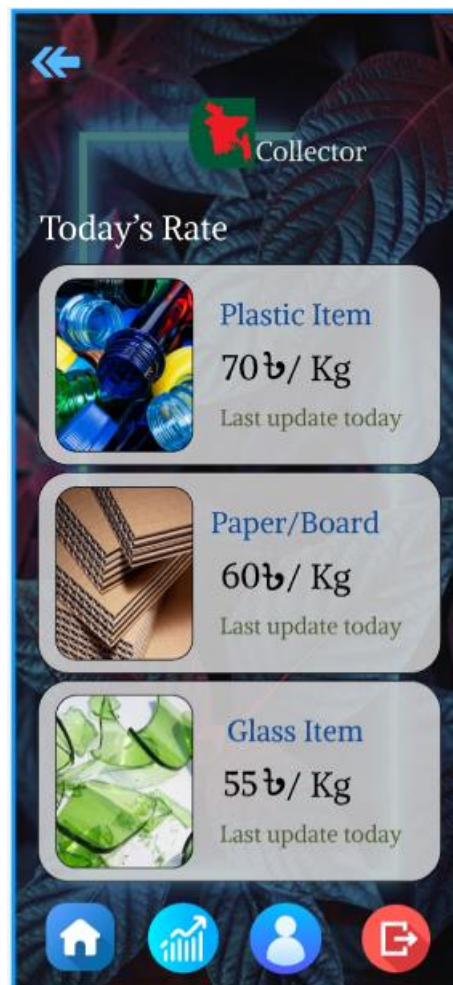 Collector
Today’s Rate
Plastic Item
70৳/ Kg
Last update today
Paper/Board
60৳/ Kg
Last update today
Glass Item
55৳/ Kg
Last update today